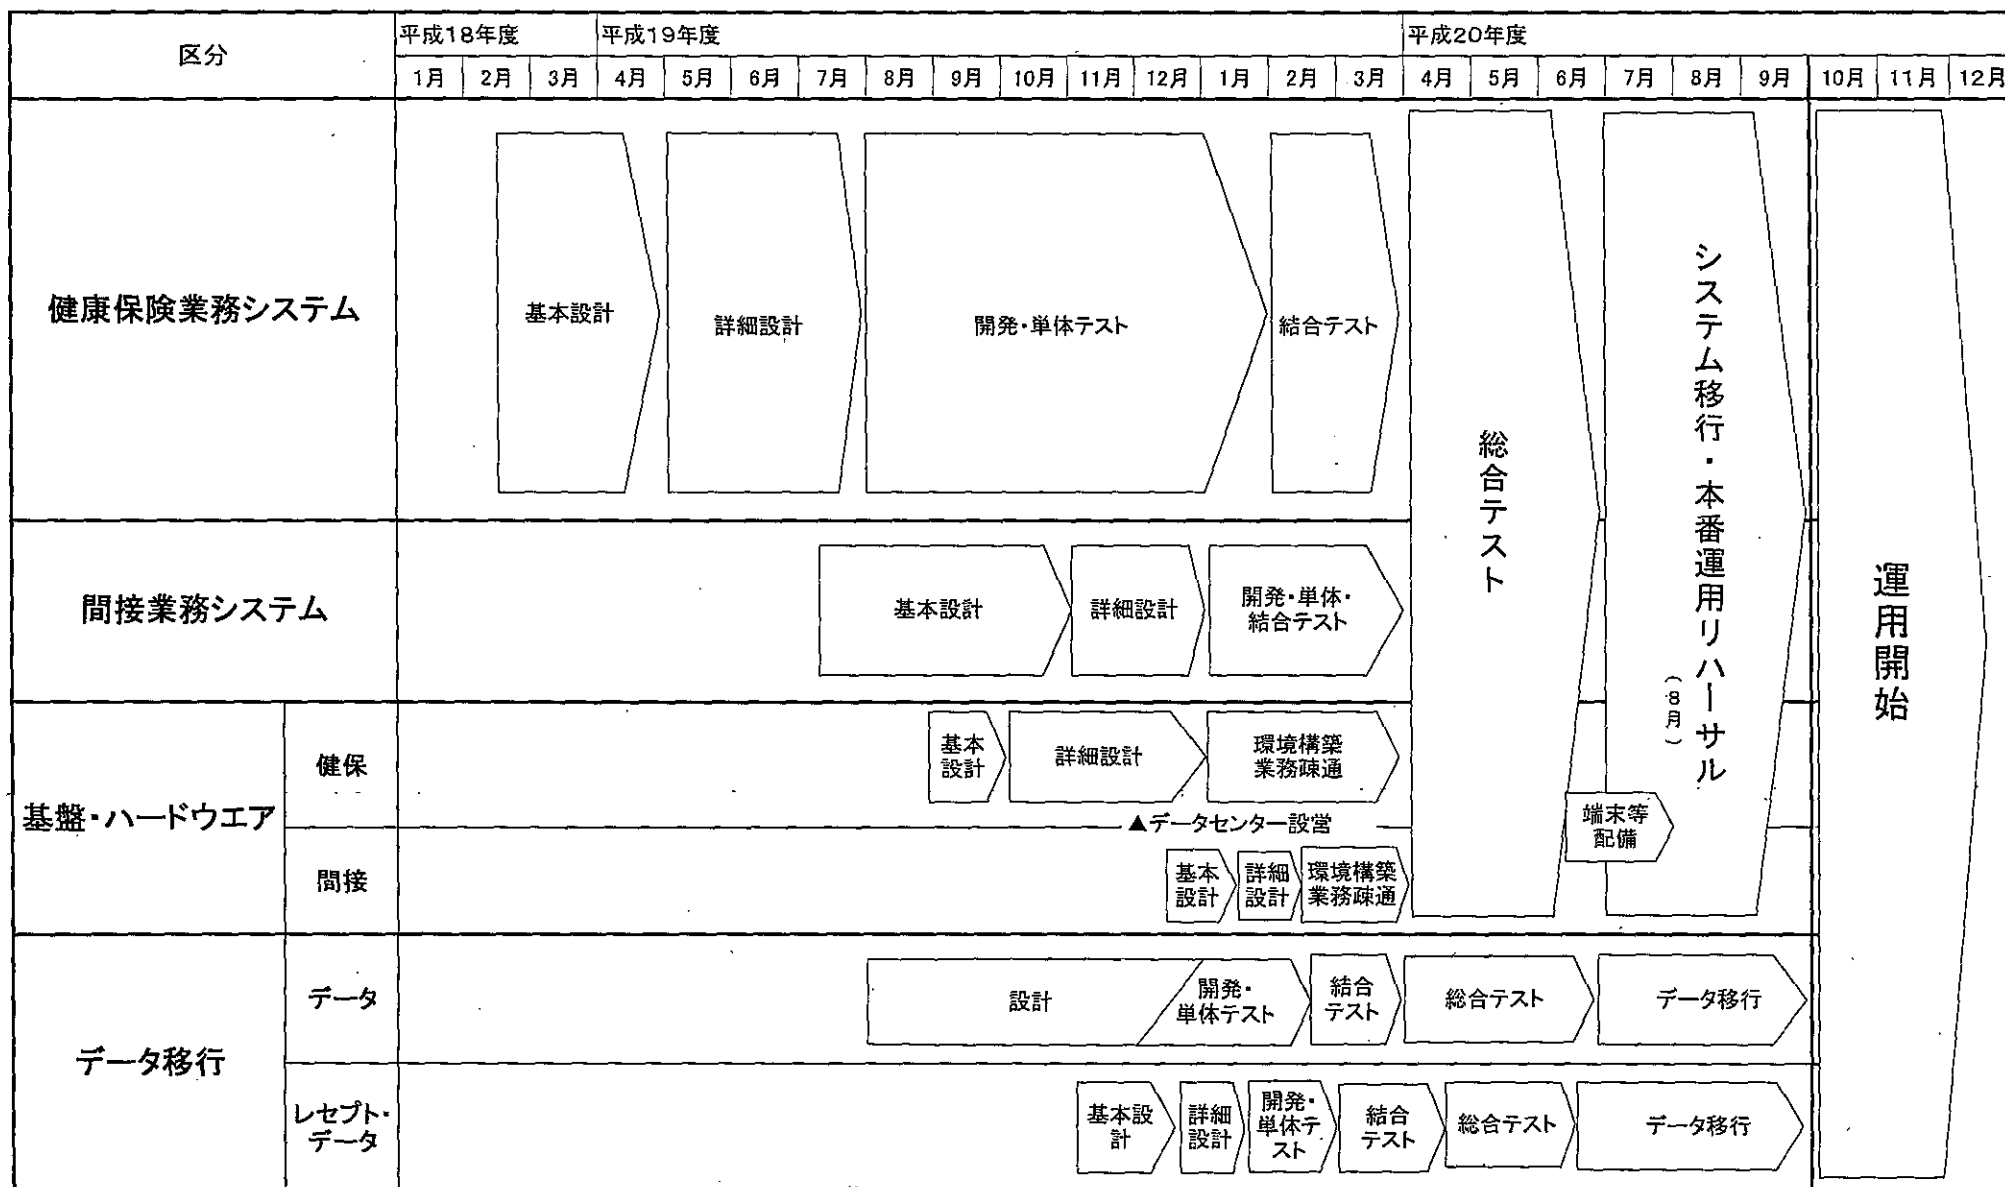 区分
平成18年度
平成19年度
平成20年度
1月
2月
3月
4月
5月
6月
7月
8月
9月
10月
11月
12月
1月
2月
3月
4月
5月
6月
7月
8月
9月
10月
11月
12月
健康保険業務システム
基本設計
詳細設計
開発・単体テスト
結合テスト
総合テスト
システム移行・本番運用リハーサル
(8月)
運用開始
間接業務システム
基本設計
詳細設計
開発・単体・
結合テスト
基盤・ハードウエア
健保
基本
設計
詳細設計
環境構築
業務疎通
端末等
配備
▲データセンター設営
間接
基本
設計
詳細
設計
環境構築
業務疎通
データ移行
データ
設計
開発・
単体テスト
結合
テスト
総合テスト
データ移行
レセプト・
データ
基本設
計
詳細
設計
開発・
単体テ
スト
結合
テスト
総合テスト
データ移行